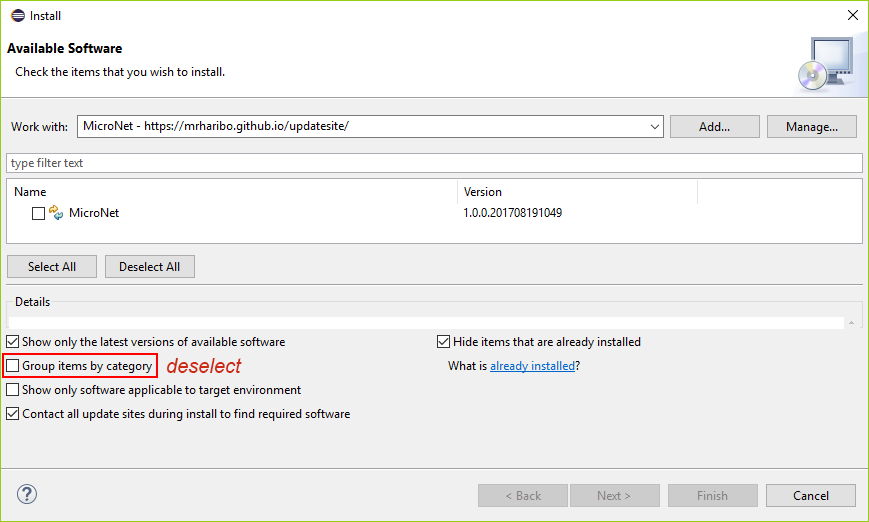 Install
Available Software
Check the items that you wish to install.
Work with: MicroNet - https://mrharibo.github.io/updatesite/ Add... Manage...
type filter text
Name Version
MicroNet 1.0.0.201708191049
Select All Deselect All
Details
Show only the latest versions of available software Hide items that are already installed
Group items by category deselect What is already installed?
Show only software applicable to target environment
Contact all update sites during install to find required software
? < Back Next > Finish Cancel